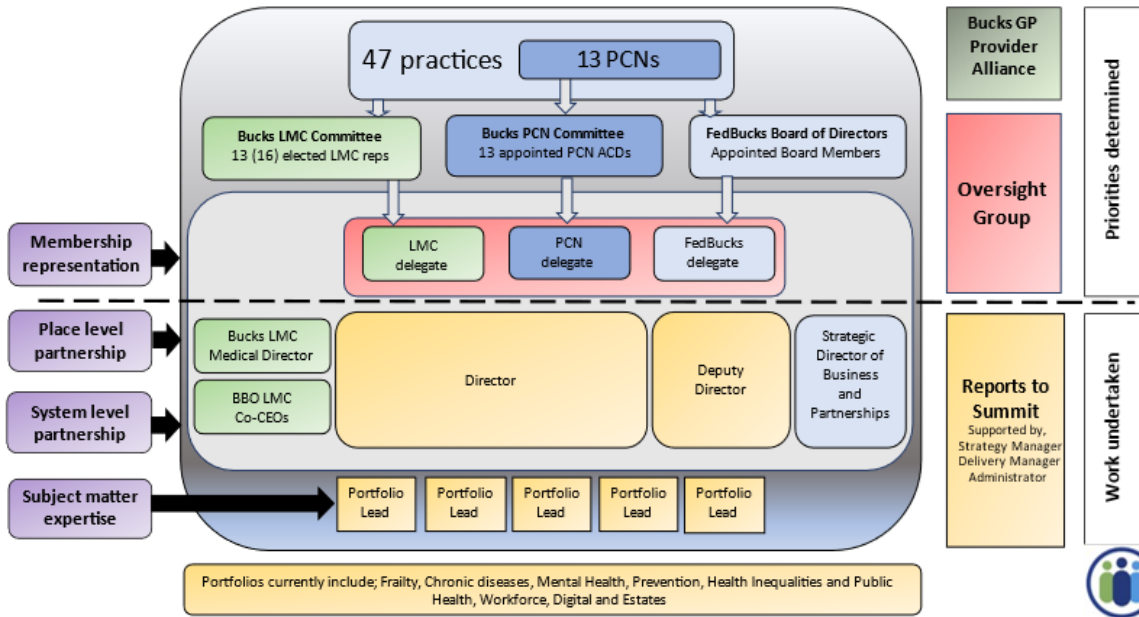 47 practices
13 PCNs
Bucks GP
Provider
Alliance
Priorities determined
Bucks LMC Committee
13 (16) elected LMC reps
Bucks PCN Committee
13 appointed PCN ACDs
FedBucks Board of Directors
Appointed Board Members
Oversight
Group
Membership
representation
LMC
delegate
PCN
delegate
FedBucks
delegate
Place level
partnership
System level
partnership
Bucks LMC
Medical Director
BBO LMC
Co-CEOs
Director
Deputy
Director
Strategic
Director of
Business
and
Partnerships
Reports to
Summit
Supported by,
Strategy Manager
Delivery Manager
Administrator
Work undertaken
Subject matter
expertise
Portfolio
Lead
Portfolio
Lead
Portfolio
Lead
Portfolio
Lead
Portfolio
Lead
Portfolios currently include; Frailty, Chronic diseases, Mental Health, Prevention, Health Inequalities and Public
Health, Workforce, Digital and Estates